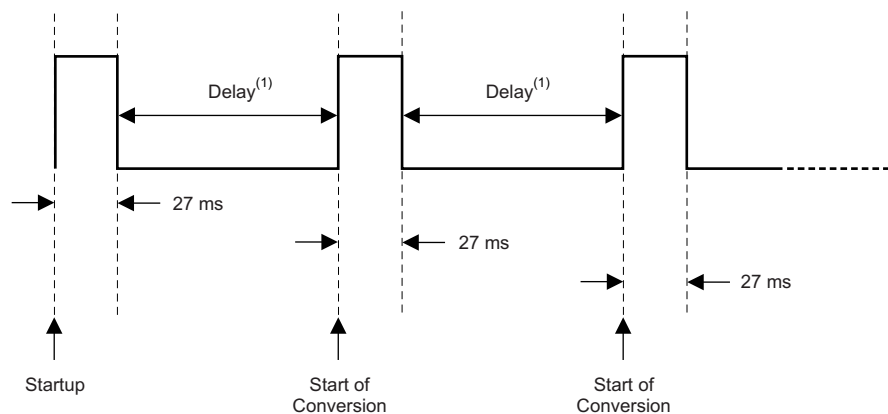 Delay(1)
Delay(1)
27 ms
27 ms
27 ms
Startup
Start of
Conversion
Start of
Conversion